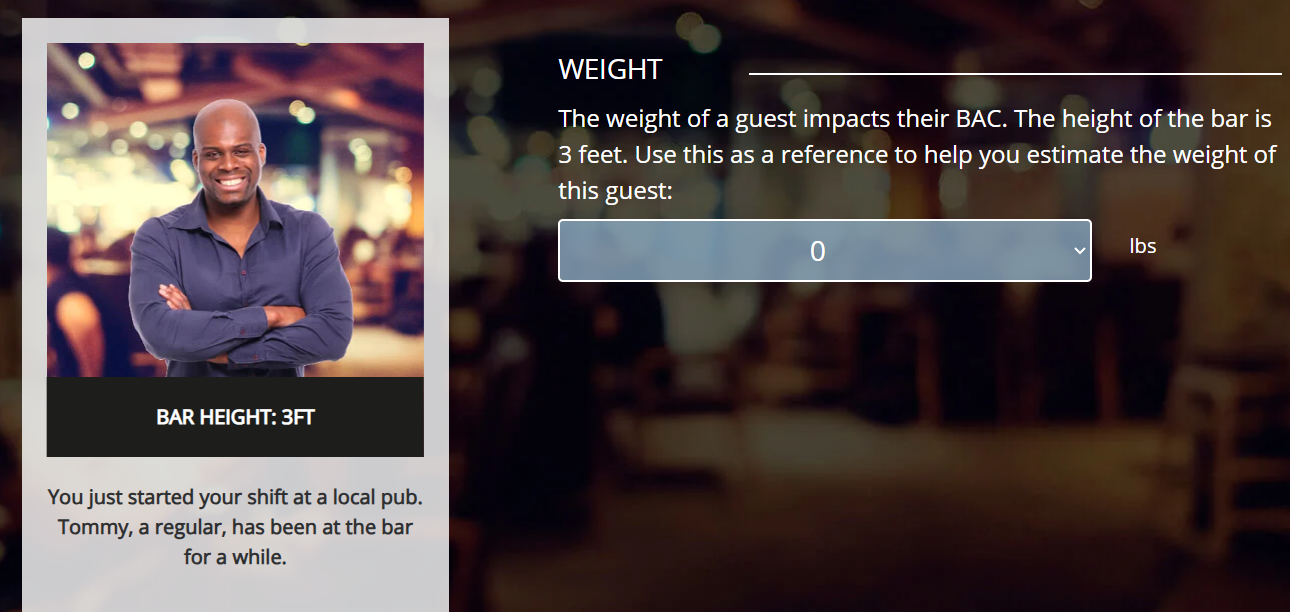 WEIGHT
The weight of a guest impacts their BAC. The height of the bar is
3 feet. Use this as a reference to help you estimate the weight of
this guest:
0
lbs
BAR HEIGHT: 3FT
You just started your shift at a local pub.
Tommy, a regular, has been at the bar
for a while.